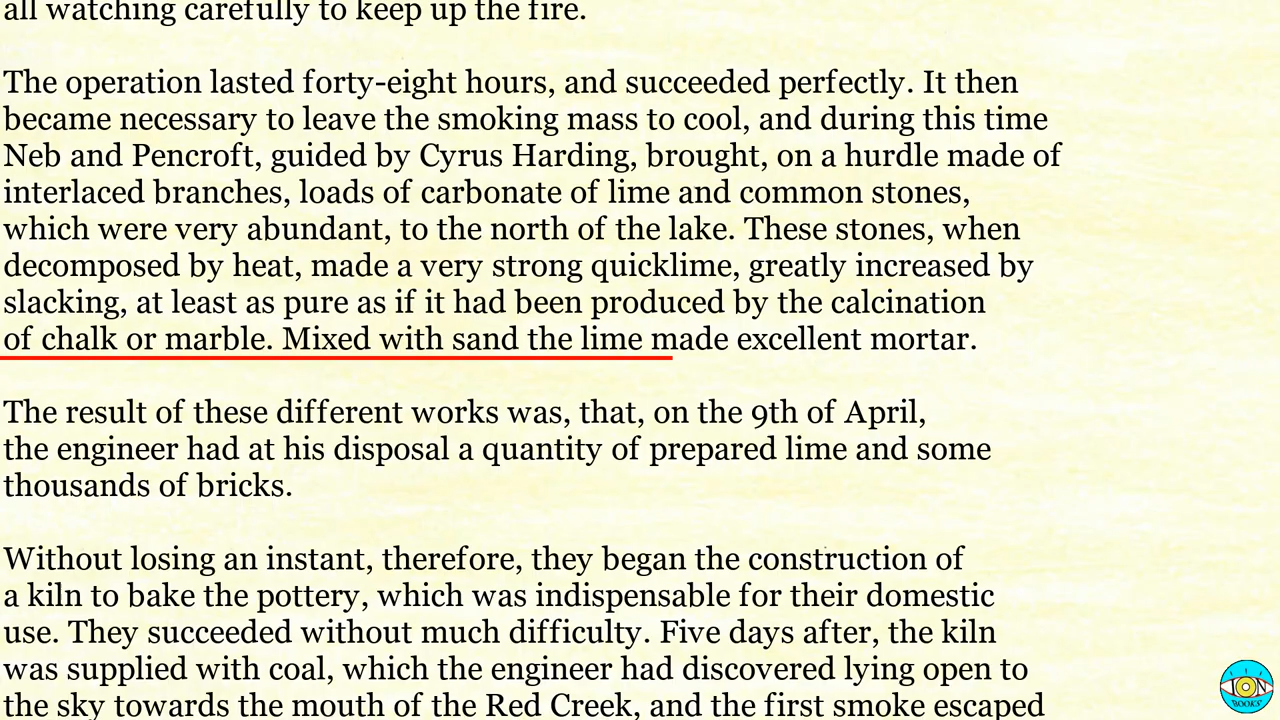 all watching carefully to keep up the fire.
The operation lasted forty-eight hours, and succeeded perfectly. It then
became necessary to leave the smoking mass to cool, and during this time
Neb and Pencroft, guided by Cyrus Harding, brought, on a hurdle made of
interlaced branches, loads of carbonate of lime and common stones,
which were very abundant, to the north of the lake. These stones, when
decomposed by heat, made a very strong quicklime, greatly increased by
slacking, at least as pure as if it had been produced by the calcination
of chalk or marble. Mixed with sand the lime made excellent mortar.
The result of these different works was, that, on the 9th of April,
the engineer had at his disposal a quantity of prepared lime and some
thousands of bricks.
Without losing an instant, therefore, they began the construction of
a kiln to bake the pottery, which was indispensable for their domestic
use. They succeeded without much difficulty. Five days after, the kiln
was supplied with coal, which the engineer had discovered lying open to
the sky towards the mouth of the Red Creek, and the first smoke escaped
ION
BOOKS